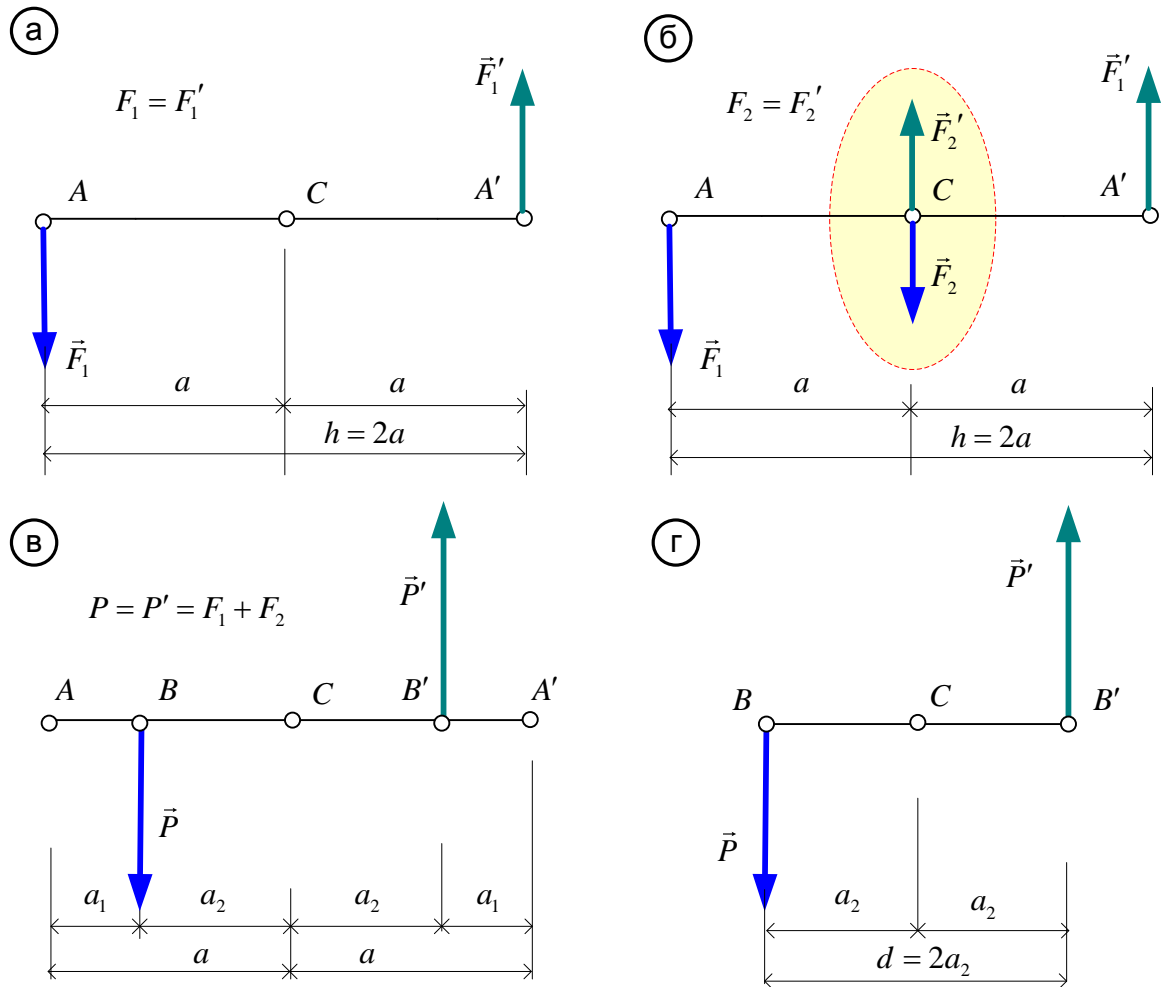 а
F₁ = F₁′
F⃗₁′
A
C
A′
F⃗₁
a
a
h = 2a
б
F₂ = F₂′
F⃗₂′
F⃗₁′
A
C
A′
F⃗₂
F⃗₁
a
a
h = 2a
в
P = P′ = F₁ + F₂
P⃗′
A
B
C
B′
A′
P⃗
a₁
a₂
a₂
a₁
a
a
г
P⃗′
B
C
B′
P⃗
a₂
a₂
d = 2a₂